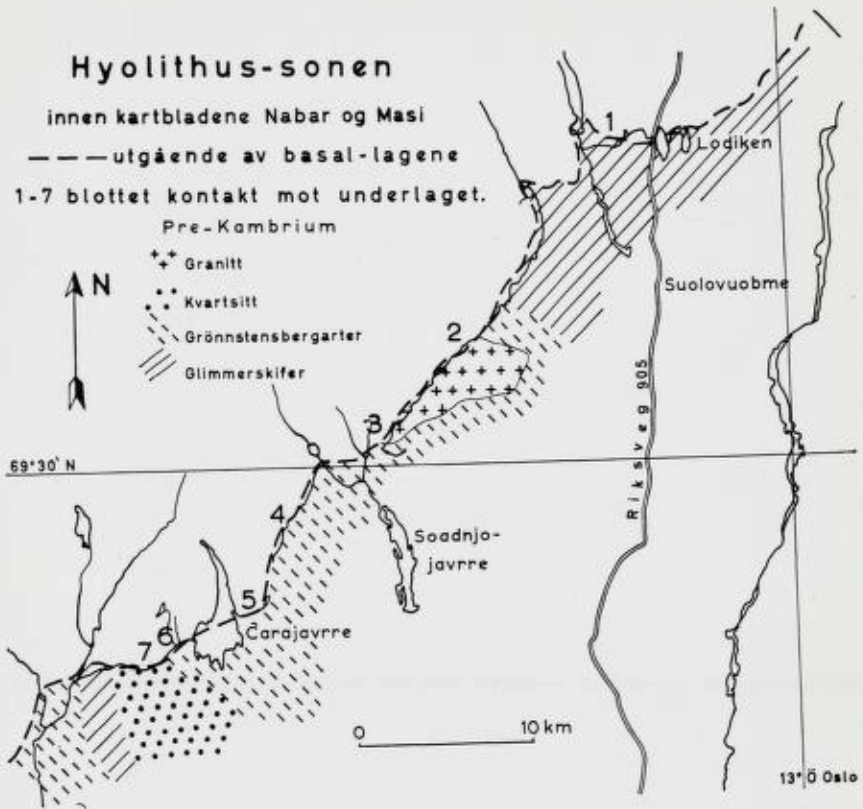 Hyolithus-sonen
innen kartbladene Nabar og Masi
utgående av basal-lagene
1-7 blottet kontakt mot underlaget.
Pre-Kambrium
Granitt
Kvartsitt
Grönnstensbergarter
Glimmerskifer
N
1
Lodiken
Suolovuobme
2
Riksveg 905
3
69°30' N
4
Soadnjo-
javrre
5
6
Čarajavrre
7
0 10 km
13° Ö Oslo